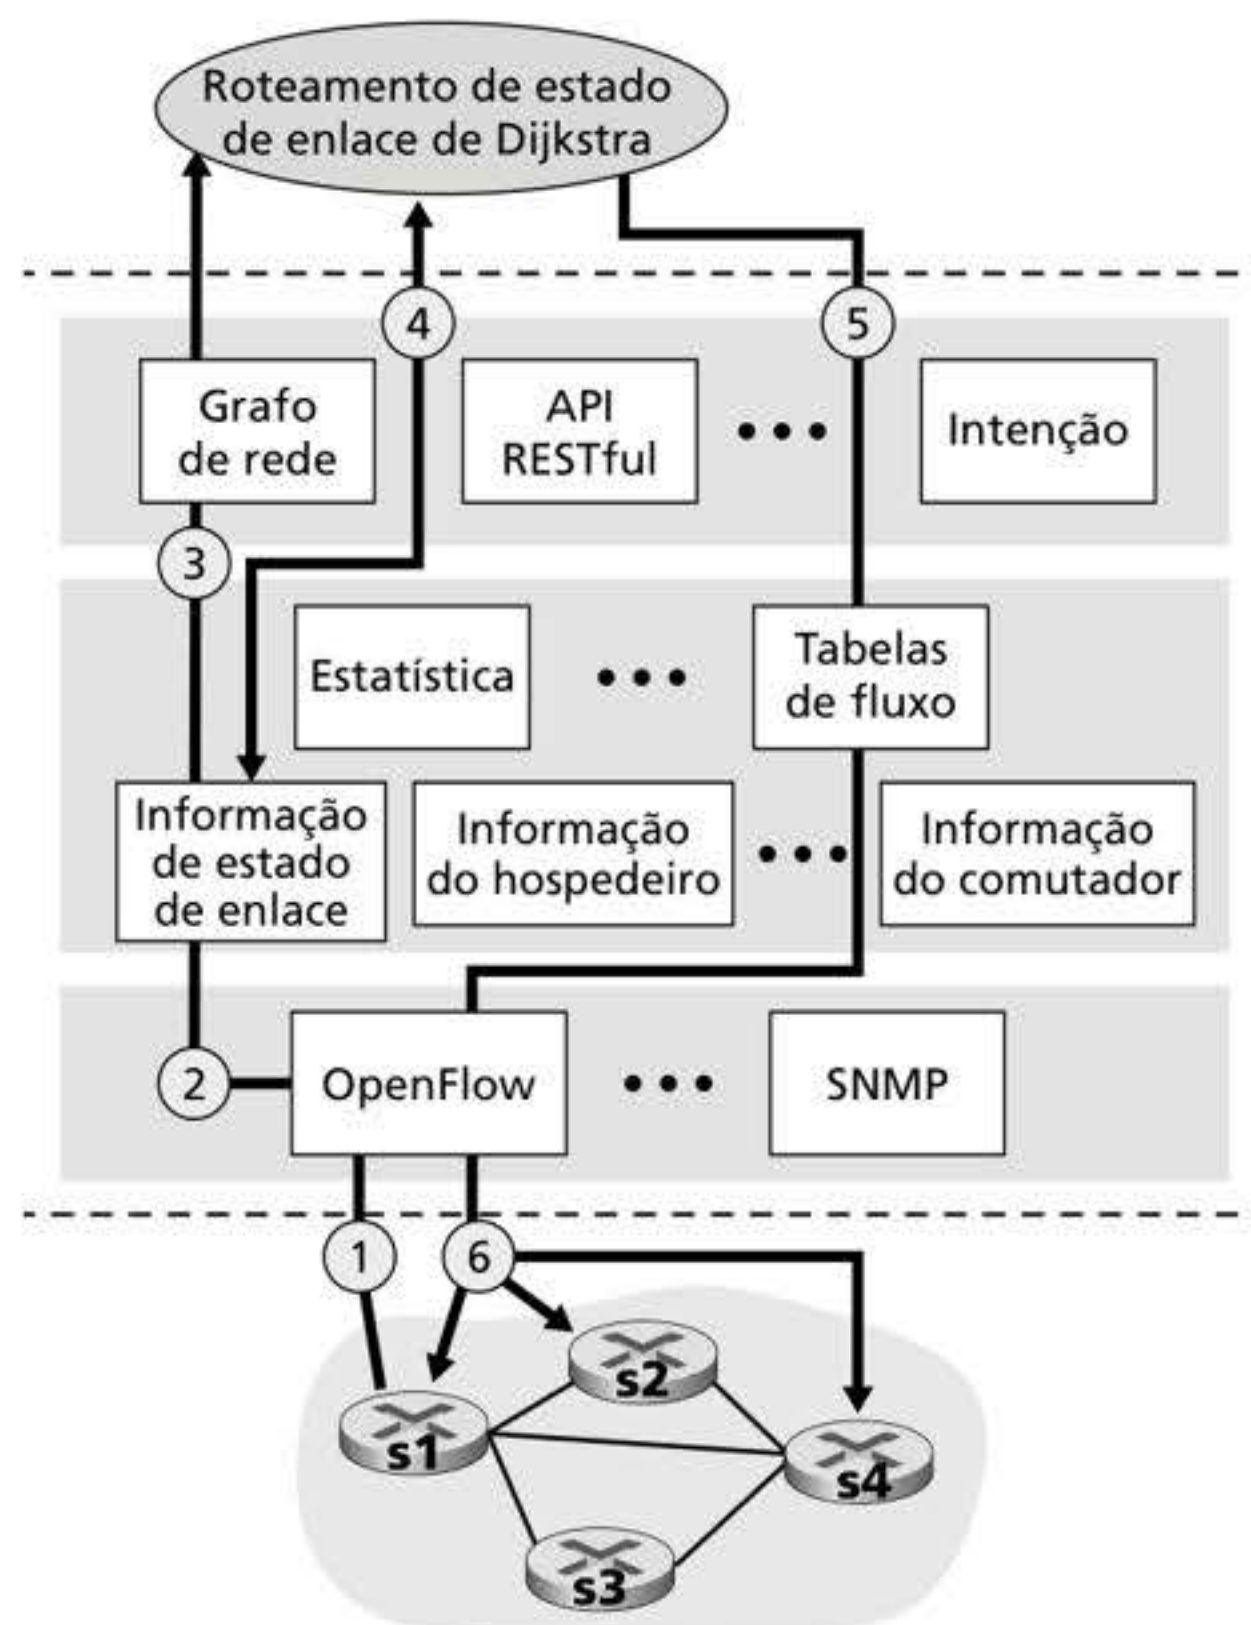 Roteamento de estado
de enlace de Dijkstra
4
5
Grafo
de rede
API
RESTful
Intenção
3
Estatística
Tabelas
de fluxo
Informação
de estado
de enlace
Informação
do hospedeiro
Informação
do comutador
2
OpenFlow
SNMP
1
6
s2
s1
s4
s3